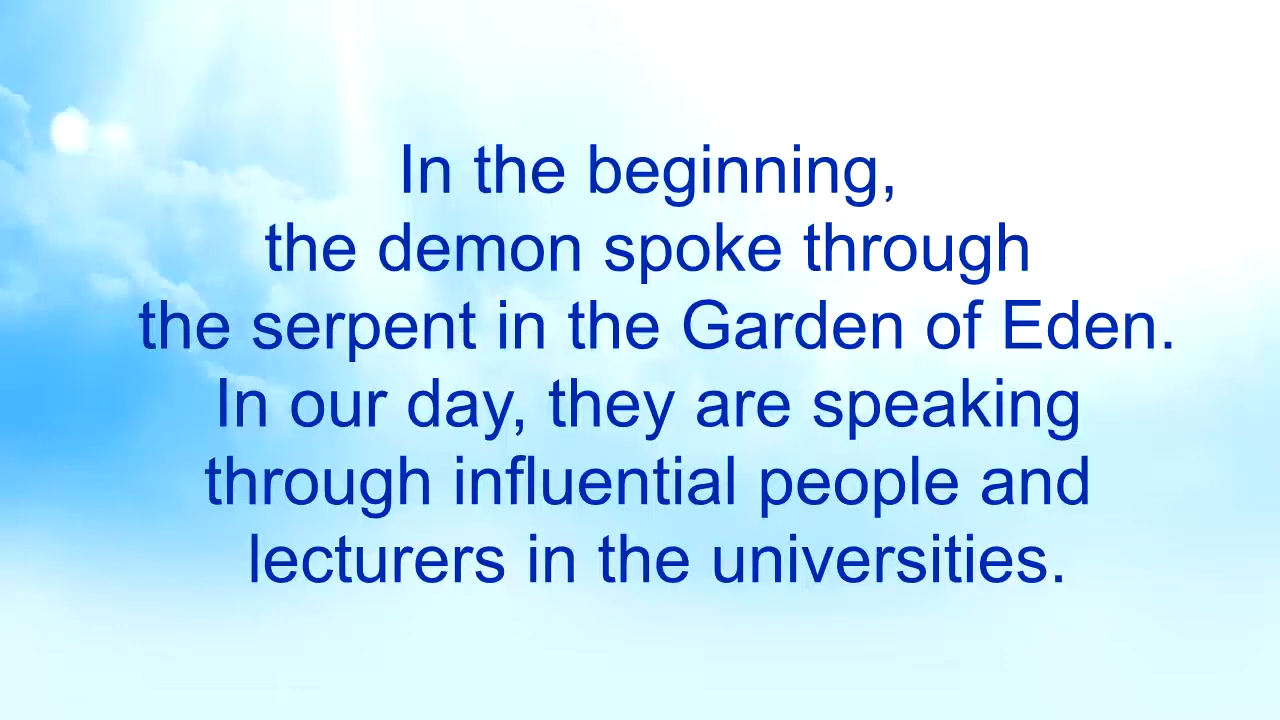 In the beginning,
the demon spoke through
the serpent in the Garden of Eden.
In our day, they are speaking
through influential people and
lecturers in the universities.